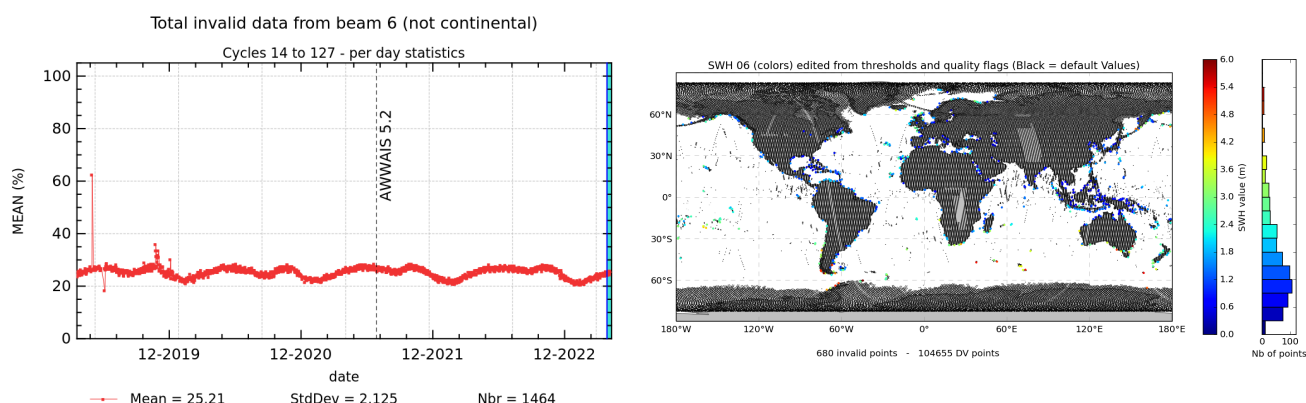 Total invalid data from beam 6 (not continental)
Cycles 14 to 127 - per day statistics
100
80
60
40
20
0
MEAN (%)
AWWAIS 5.2
12-2019
12-2020
12-2021
12-2022
date
Mean = 25.21
StdDev = 2.125
Nbr = 1464
SWH 06 (colors) edited from thresholds and quality flags (Black = default Values)
60°N
30°N
0°
30°S
60°S
180°W
120°W
60°W
0°
60°E
120°E
180°E
680 invalid points - 104655 DV points
6.0
5.4
4.8
4.2
3.6
3.0
2.4
1.8
1.2
0.6
0.0
SWH value (m)
0
100
Nb of points